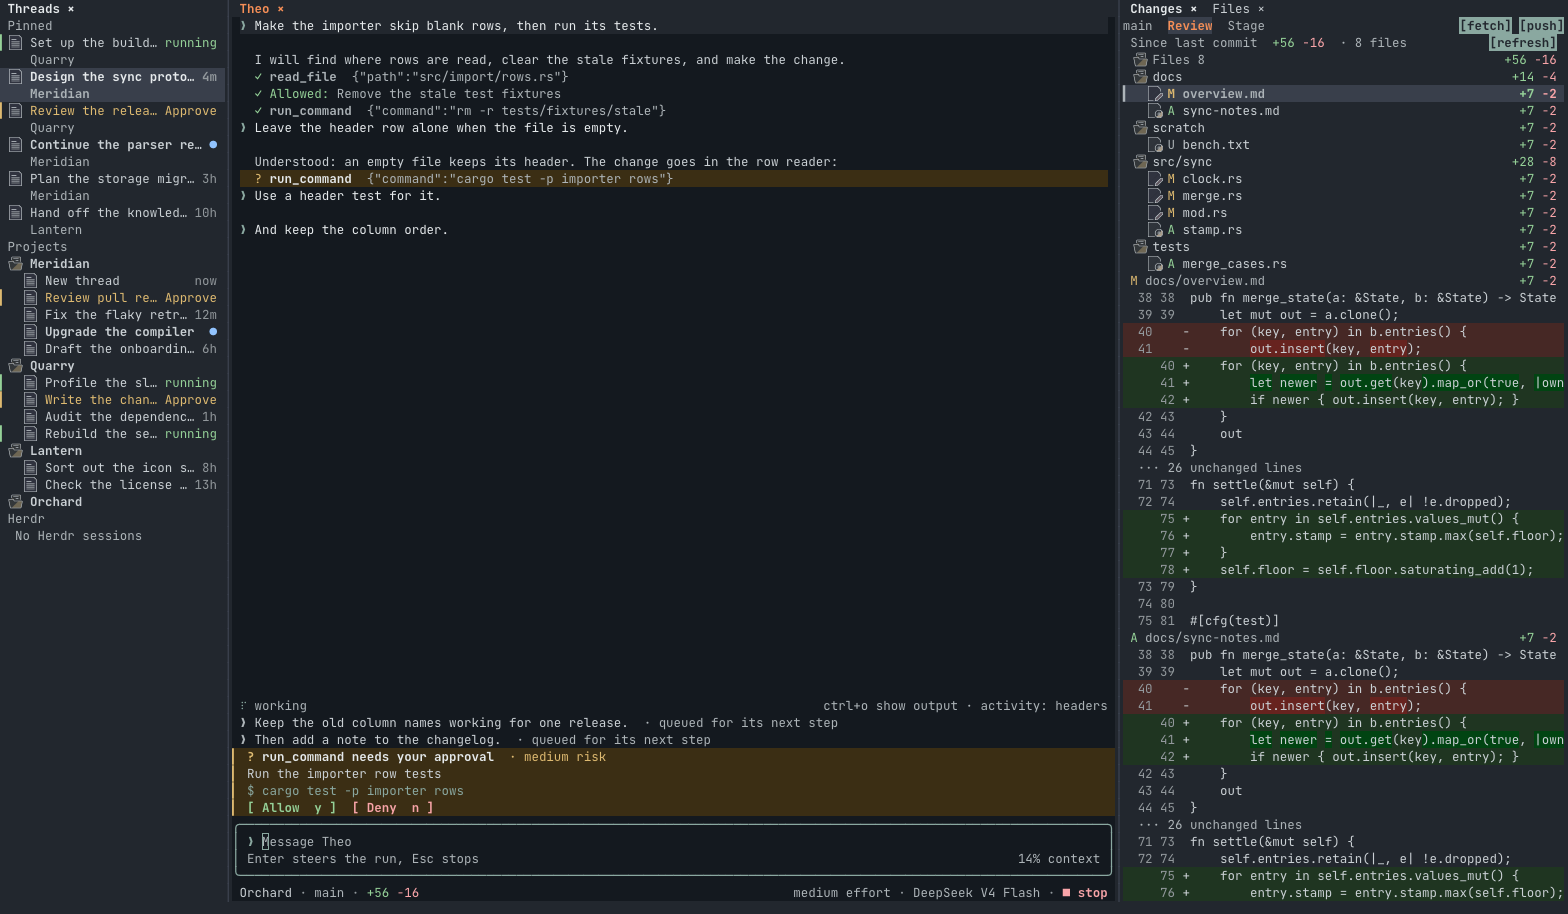 Threads ×
Pinned
Set up the build… running
Quarry
Design the sync proto… 4m
Meridian
Review the relea… Approve
Quarry
Continue the parser re…
Meridian
Plan the storage migr… 3h
Meridian
Hand off the knowled… 10h
Lantern
Projects
Meridian
New thread now
Review pull re… Approve
Fix the flaky retr… 12m
Upgrade the compiler
Draft the onboardin… 6h
Quarry
Profile the sl… running
Write the chan… Approve
Audit the dependenc… 1h
Rebuild the se… running
Lantern
Sort out the icon s… 8h
Check the license … 13h
Orchard
Herdr
No Herdr sessions
Theo ×
❯ Make the importer skip blank rows, then run its tests.
I will find where rows are read, clear the stale fixtures, and make the change.
✓ read_file {"path":"src/import/rows.rs"}
✓ Allowed: Remove the stale test fixtures
✓ run_command {"command":"rm -r tests/fixtures/stale"}
❯ Leave the header row alone when the file is empty.
Understood: an empty file keeps its header. The change goes in the row reader:
? run_command {"command":"cargo test -p importer rows"}
❯ Use a header test for it.
❯ And keep the column order.
working ctrl+o show output · activity: headers
❯ Keep the old column names working for one release. · queued for its next step
❯ Then add a note to the changelog. · queued for its next step
? run_command needs your approval · medium risk
Run the importer row tests
$ cargo test -p importer rows
[ Allow y ] [ Deny n ]
❯ Message Theo
Enter steers the run, Esc stops 14% context
Orchard · main · +56 -16 medium effort · DeepSeek V4 Flash · ■ stop
Changes × Files ×
main Review Stage [fetch] [push]
Since last commit +56 -16 · 8 files [refresh]
Files 8 +56 -16
docs +14 -4
M overview.md +7 -2
A sync-notes.md +7 -2
scratch +7 -2
U bench.txt +7 -2
src/sync +28 -8
M clock.rs +7 -2
M merge.rs +7 -2
M mod.rs +7 -2
A stamp.rs +7 -2
tests +7 -2
A merge_cases.rs +7 -2
M docs/overview.md +7 -2
38 38 pub fn merge_state(a: &State, b: &State) -> State
39 39 let mut out = a.clone();
40 - for (key, entry) in b.entries() {
41 - out.insert(key, entry);
40 + for (key, entry) in b.entries() {
41 + let newer = out.get(key).map_or(true, |own
42 + if newer { out.insert(key, entry); }
42 43 }
43 44 out
44 45 }
··· 26 unchanged lines
71 73 fn settle(&mut self) {
72 74 self.entries.retain(|_, e| !e.dropped);
75 + for entry in self.entries.values_mut() {
76 + entry.stamp = entry.stamp.max(self.floor);
77 + }
78 + self.floor = self.floor.saturating_add(1);
73 79 }
74 80
75 81 #[cfg(test)]
A docs/sync-notes.md +7 -2
38 38 pub fn merge_state(a: &State, b: &State) -> State
39 39 let mut out = a.clone();
40 - for (key, entry) in b.entries() {
41 - out.insert(key, entry);
40 + for (key, entry) in b.entries() {
41 + let newer = out.get(key).map_or(true, |own
42 + if newer { out.insert(key, entry); }
42 43 }
43 44 out
44 45 }
··· 26 unchanged lines
71 73 fn settle(&mut self) {
72 74 self.entries.retain(|_, e| !e.dropped);
75 + for entry in self.entries.values_mut() {
76 + entry.stamp = entry.stamp.max(self.floor);